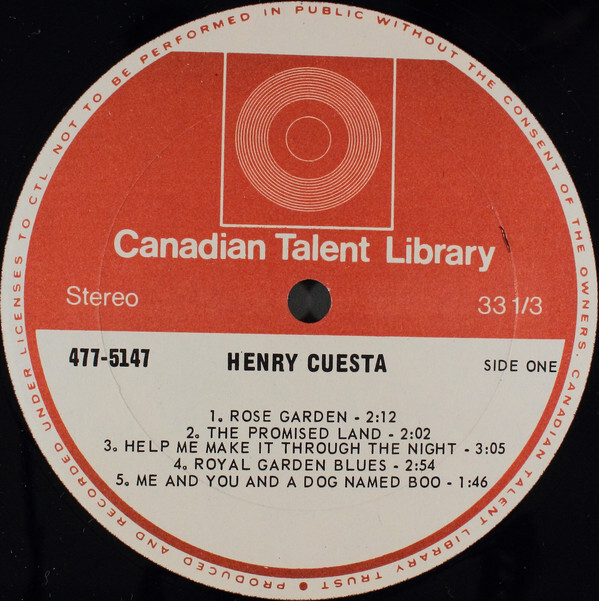 PRODUCED AND RECORDED UNDER LICENSES TO CTL. NOT TO BE PERFORMED IN PUBLIC WITHOUT THE CONSENT OF THE OWNERS. CANADIAN TALENT LIBRARY TRUST •
Canadian Talent Library
Stereo
33 1/3
477-5147
HENRY CUESTA
SIDE ONE
1. ROSE GARDEN - 2:12
2. THE PROMISED LAND - 2:02
3. HELP ME MAKE IT THROUGH THE NIGHT - 3:05
4. ROYAL GARDEN BLUES - 2:54
5. ME AND YOU AND A DOG NAMED BOO - 1:46